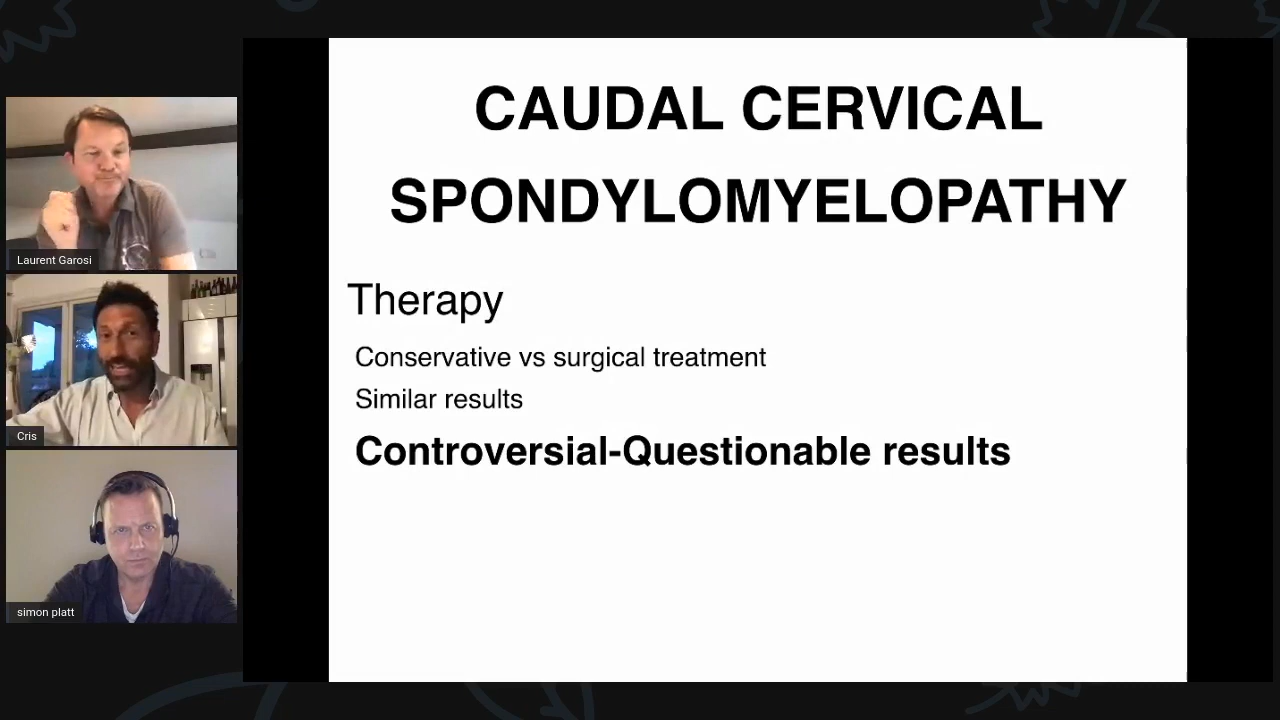 CAUDAL CERVICAL
SPONDYLOMYELOPATHY
Therapy
Conservative vs surgical treatment
Similar results
Controversial-Questionable results
Laurent Garosi
Cris
simon platt